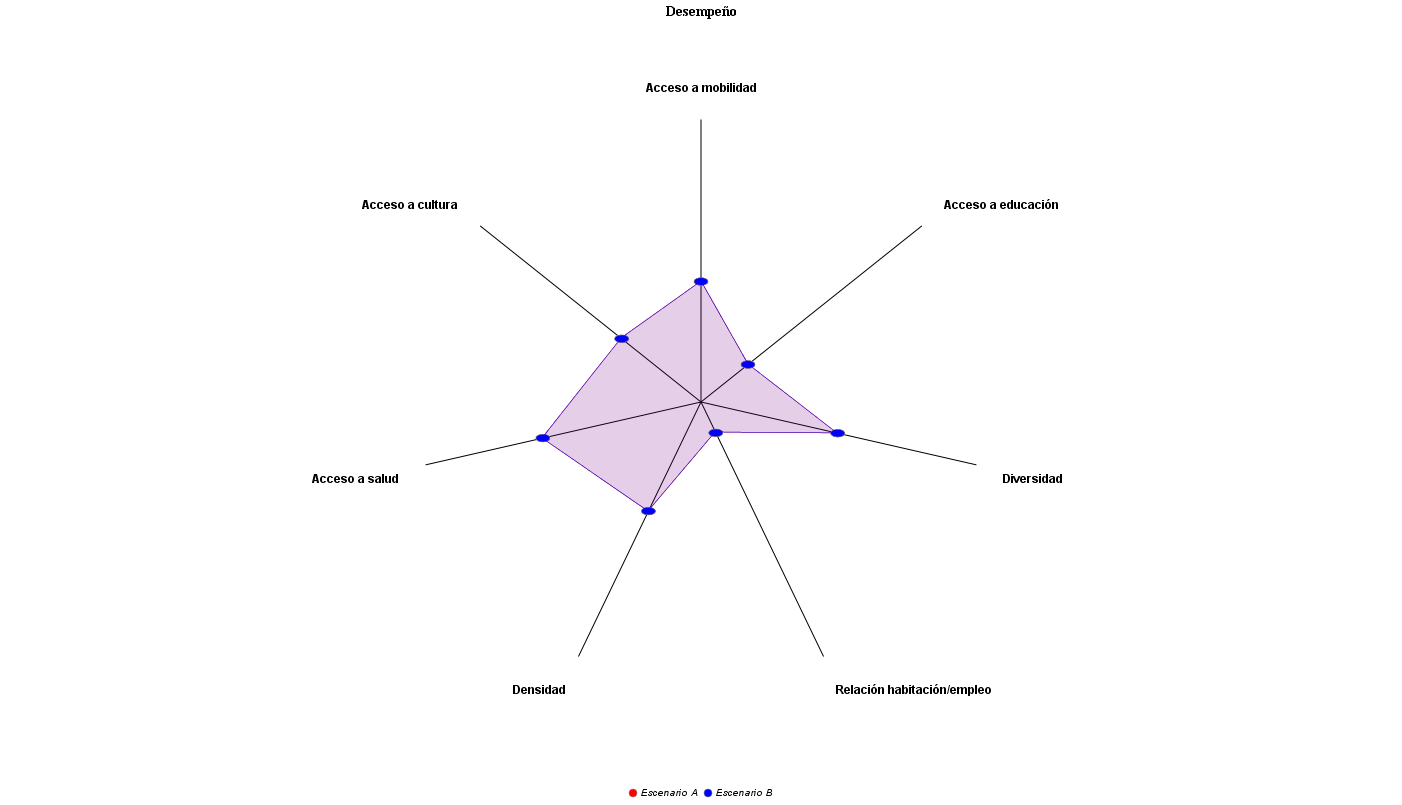 Desempeño
Acceso a mobilidad
Acceso a cultura
Acceso a educación
Acceso a salud
Diversidad
Densidad
Relación habitación/empleo
Escenario A Escenario B